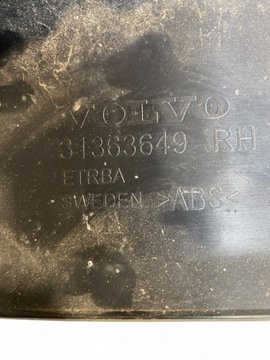 VOLVO
31363649 RH
ETRBA
SWEDEN >ABS<